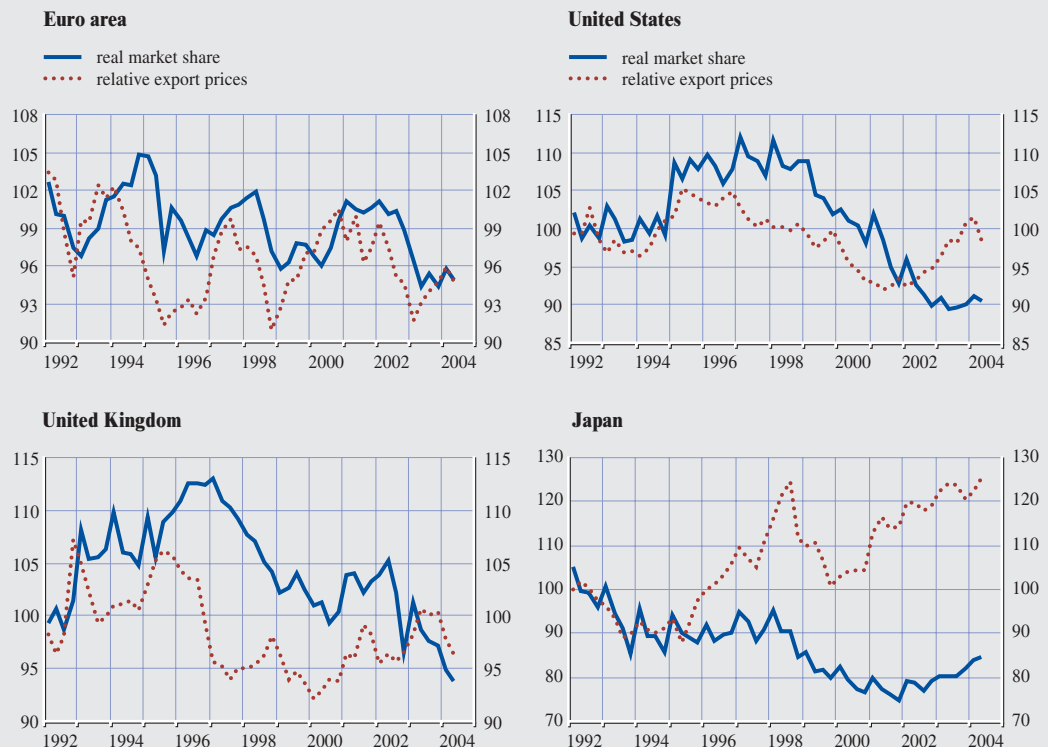 Euro area
real market share
relative export prices
108 108
105 105
102 102
99 99
96 96
93 93
90 90
1992 1994 1996 1998 2000 2002 2004
United States
real market share
relative export prices
115 115
110 110
105 105
100 100
95 95
90 90
85 85
1992 1994 1996 1998 2000 2002 2004
United Kingdom
115 115
110 110
105 105
100 100
95 95
90 90
1992 1994 1996 1998 2000 2002 2004
Japan
130 130
120 120
110 110
100 100
90 90
80 80
70 70
1992 1994 1996 1998 2000 2002 2004